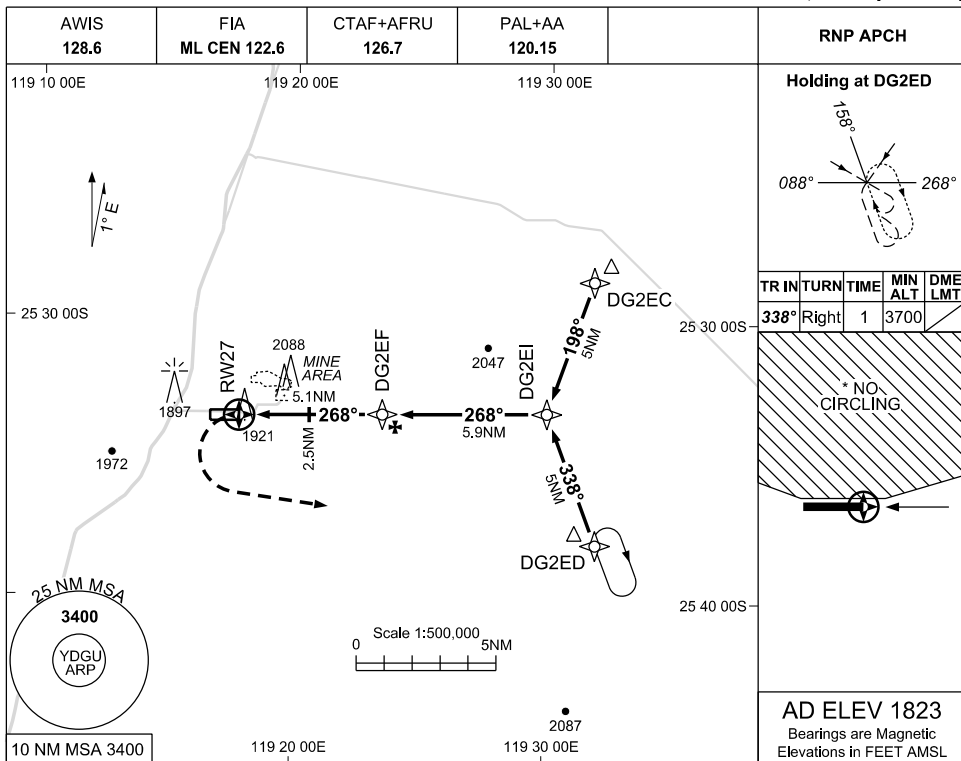 AWIS
128.6
FIA
ML CEN 122.6
CTAF+AFRU
126.7
PAL+AA
120.15
RNP APCH
119 10 00E
119 20 00E
119 30 00E
1° E
25 30 00S
25 30 00S
25 40 00S
119 20 00E
119 30 00E
Holding at DG2ED
158°
088°
268°
TR IN
TURN
TIME
MIN ALT
DME LMT
338°
Right
1
3700
* NO
CIRCLING
DG2EC
198°
5NM
2047
DG2EI
DG2EF
2088
MINE
AREA
RW27
5.1NM
268°
268°
5.9NM
2.5NM
1897
1921
1972
338°
5NM
DG2ED
25 NM MSA
3400
YDGU
ARP
10 NM MSA 3400
Scale 1:500,000
0
5NM
2087
AD ELEV 1823
Bearings are Magnetic
Elevations in FEET AMSL